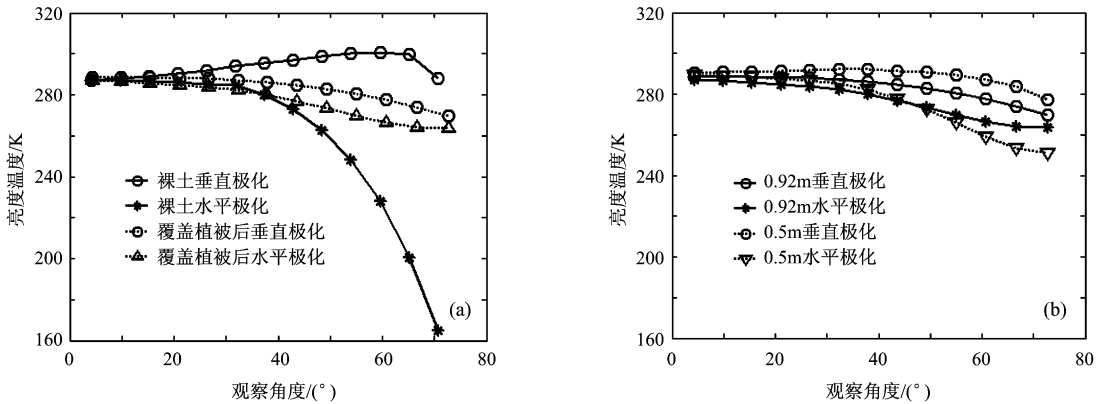 320
280
240
200
160
亮度温度/K
裸土垂直极化
裸土水平极化
覆盖植被后垂直极化
覆盖植被后水平极化
(a)
0 20 40 60 80
观察角度/(°)
320
280
240
200
160
亮度温度/K
0.92m垂直极化
0.92m水平极化
0.5m垂直极化
0.5m水平极化
(b)
0 20 40 60 80
观察角度/(°)